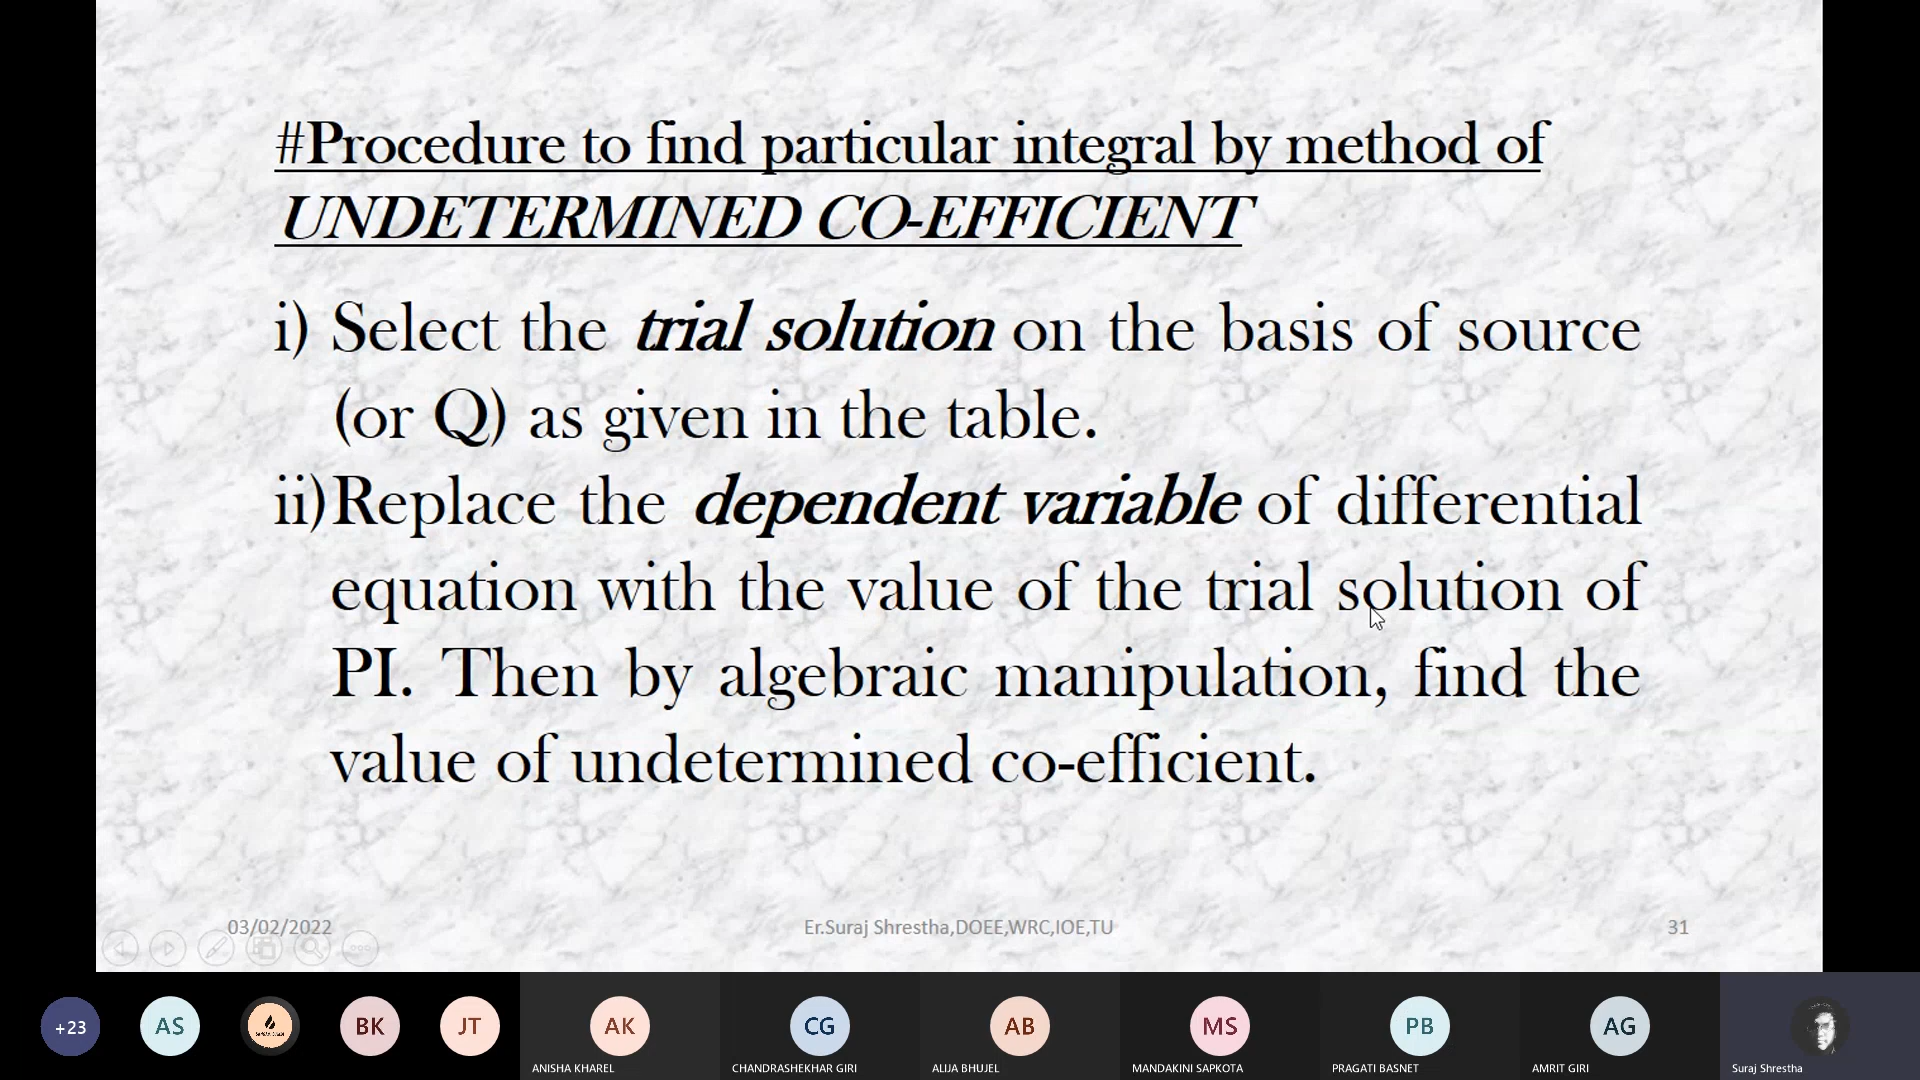 #Procedure to find particular integral by method of
UNDETERMINED CO-EFFICIENT
i) Select the trial solution on the basis of source
(or Q) as given in the table.
ii)Replace the dependent variable of differential
equation with the value of the trial solution of
PI. Then by algebraic manipulation, find the
value of undetermined co-efficient.
03/02/2022 Er.Suraj Shrestha,DOEE,WRC,IOE,TU 31
+23 AS BK JT AK CG AB MS PB AG
ANISHA KHAREL CHANDRASHEKHAR GIRI ALIJA BHUJEL MANDAKINI SAPKOTA PRAGATI BASNET AMRIT GIRI Suraj Shrestha